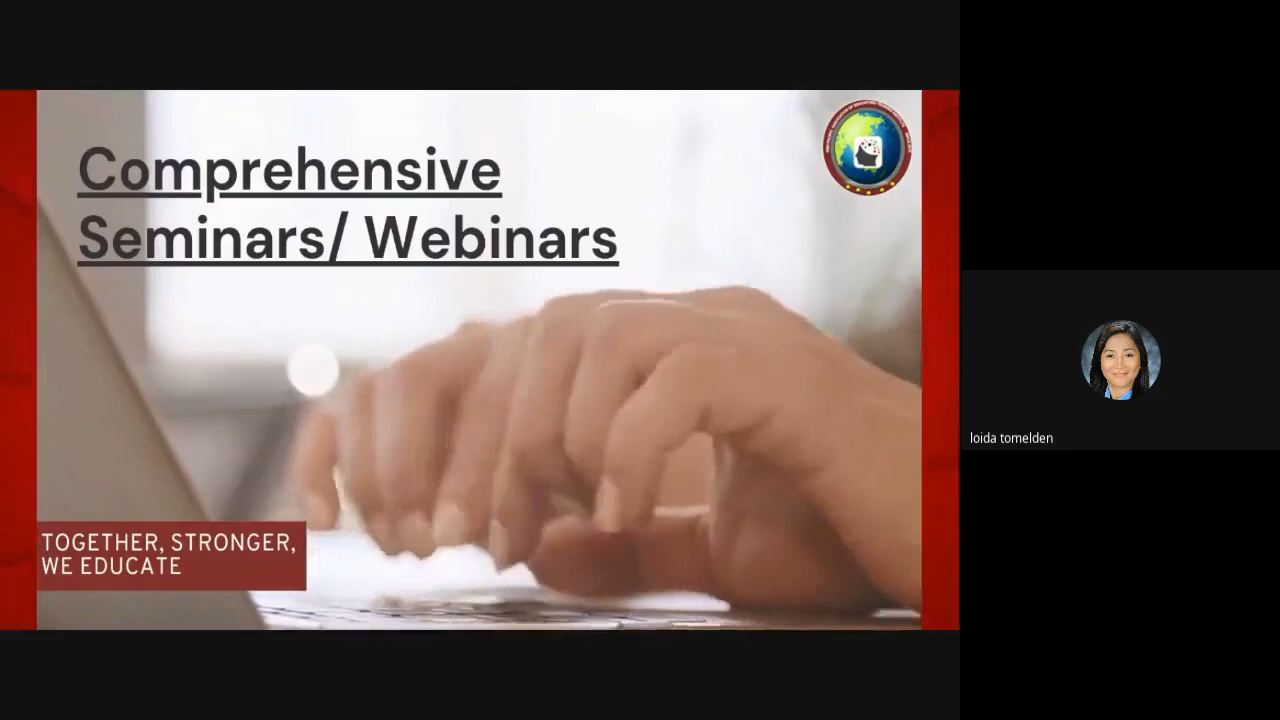 Comprehensive
Seminars/ Webinars
TOGETHER, STRONGER,
WE EDUCATE
loida tomelden